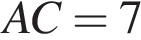 AC = 7